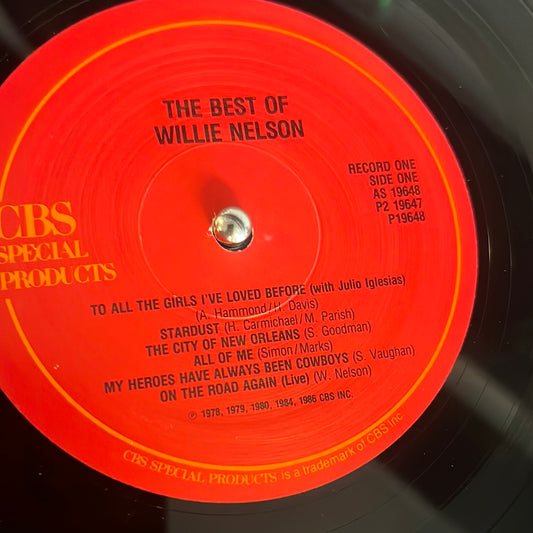 THE BEST OF
WILLIE NELSON
RECORD ONE
SIDE ONE
AS 19648
P2 19647
P19648
CBS
SPECIAL
PRODUCTS
TO ALL THE GIRLS I'VE LOVED BEFORE (with Julio Iglesias)
(A. Hammond/H. Davis)
STARDUST (H. Carmichael/M. Parish)
THE CITY OF NEW ORLEANS (S. Goodman)
ALL OF ME (Simon/Marks)
MY HEROES HAVE ALWAYS BEEN COWBOYS (S. Vaughan)
ON THE ROAD AGAIN (Live) (W. Nelson)
℗ 1978, 1979, 1980, 1984, 1986 CBS INC.
CBS SPECIAL PRODUCTS is a trademark of CBS Inc